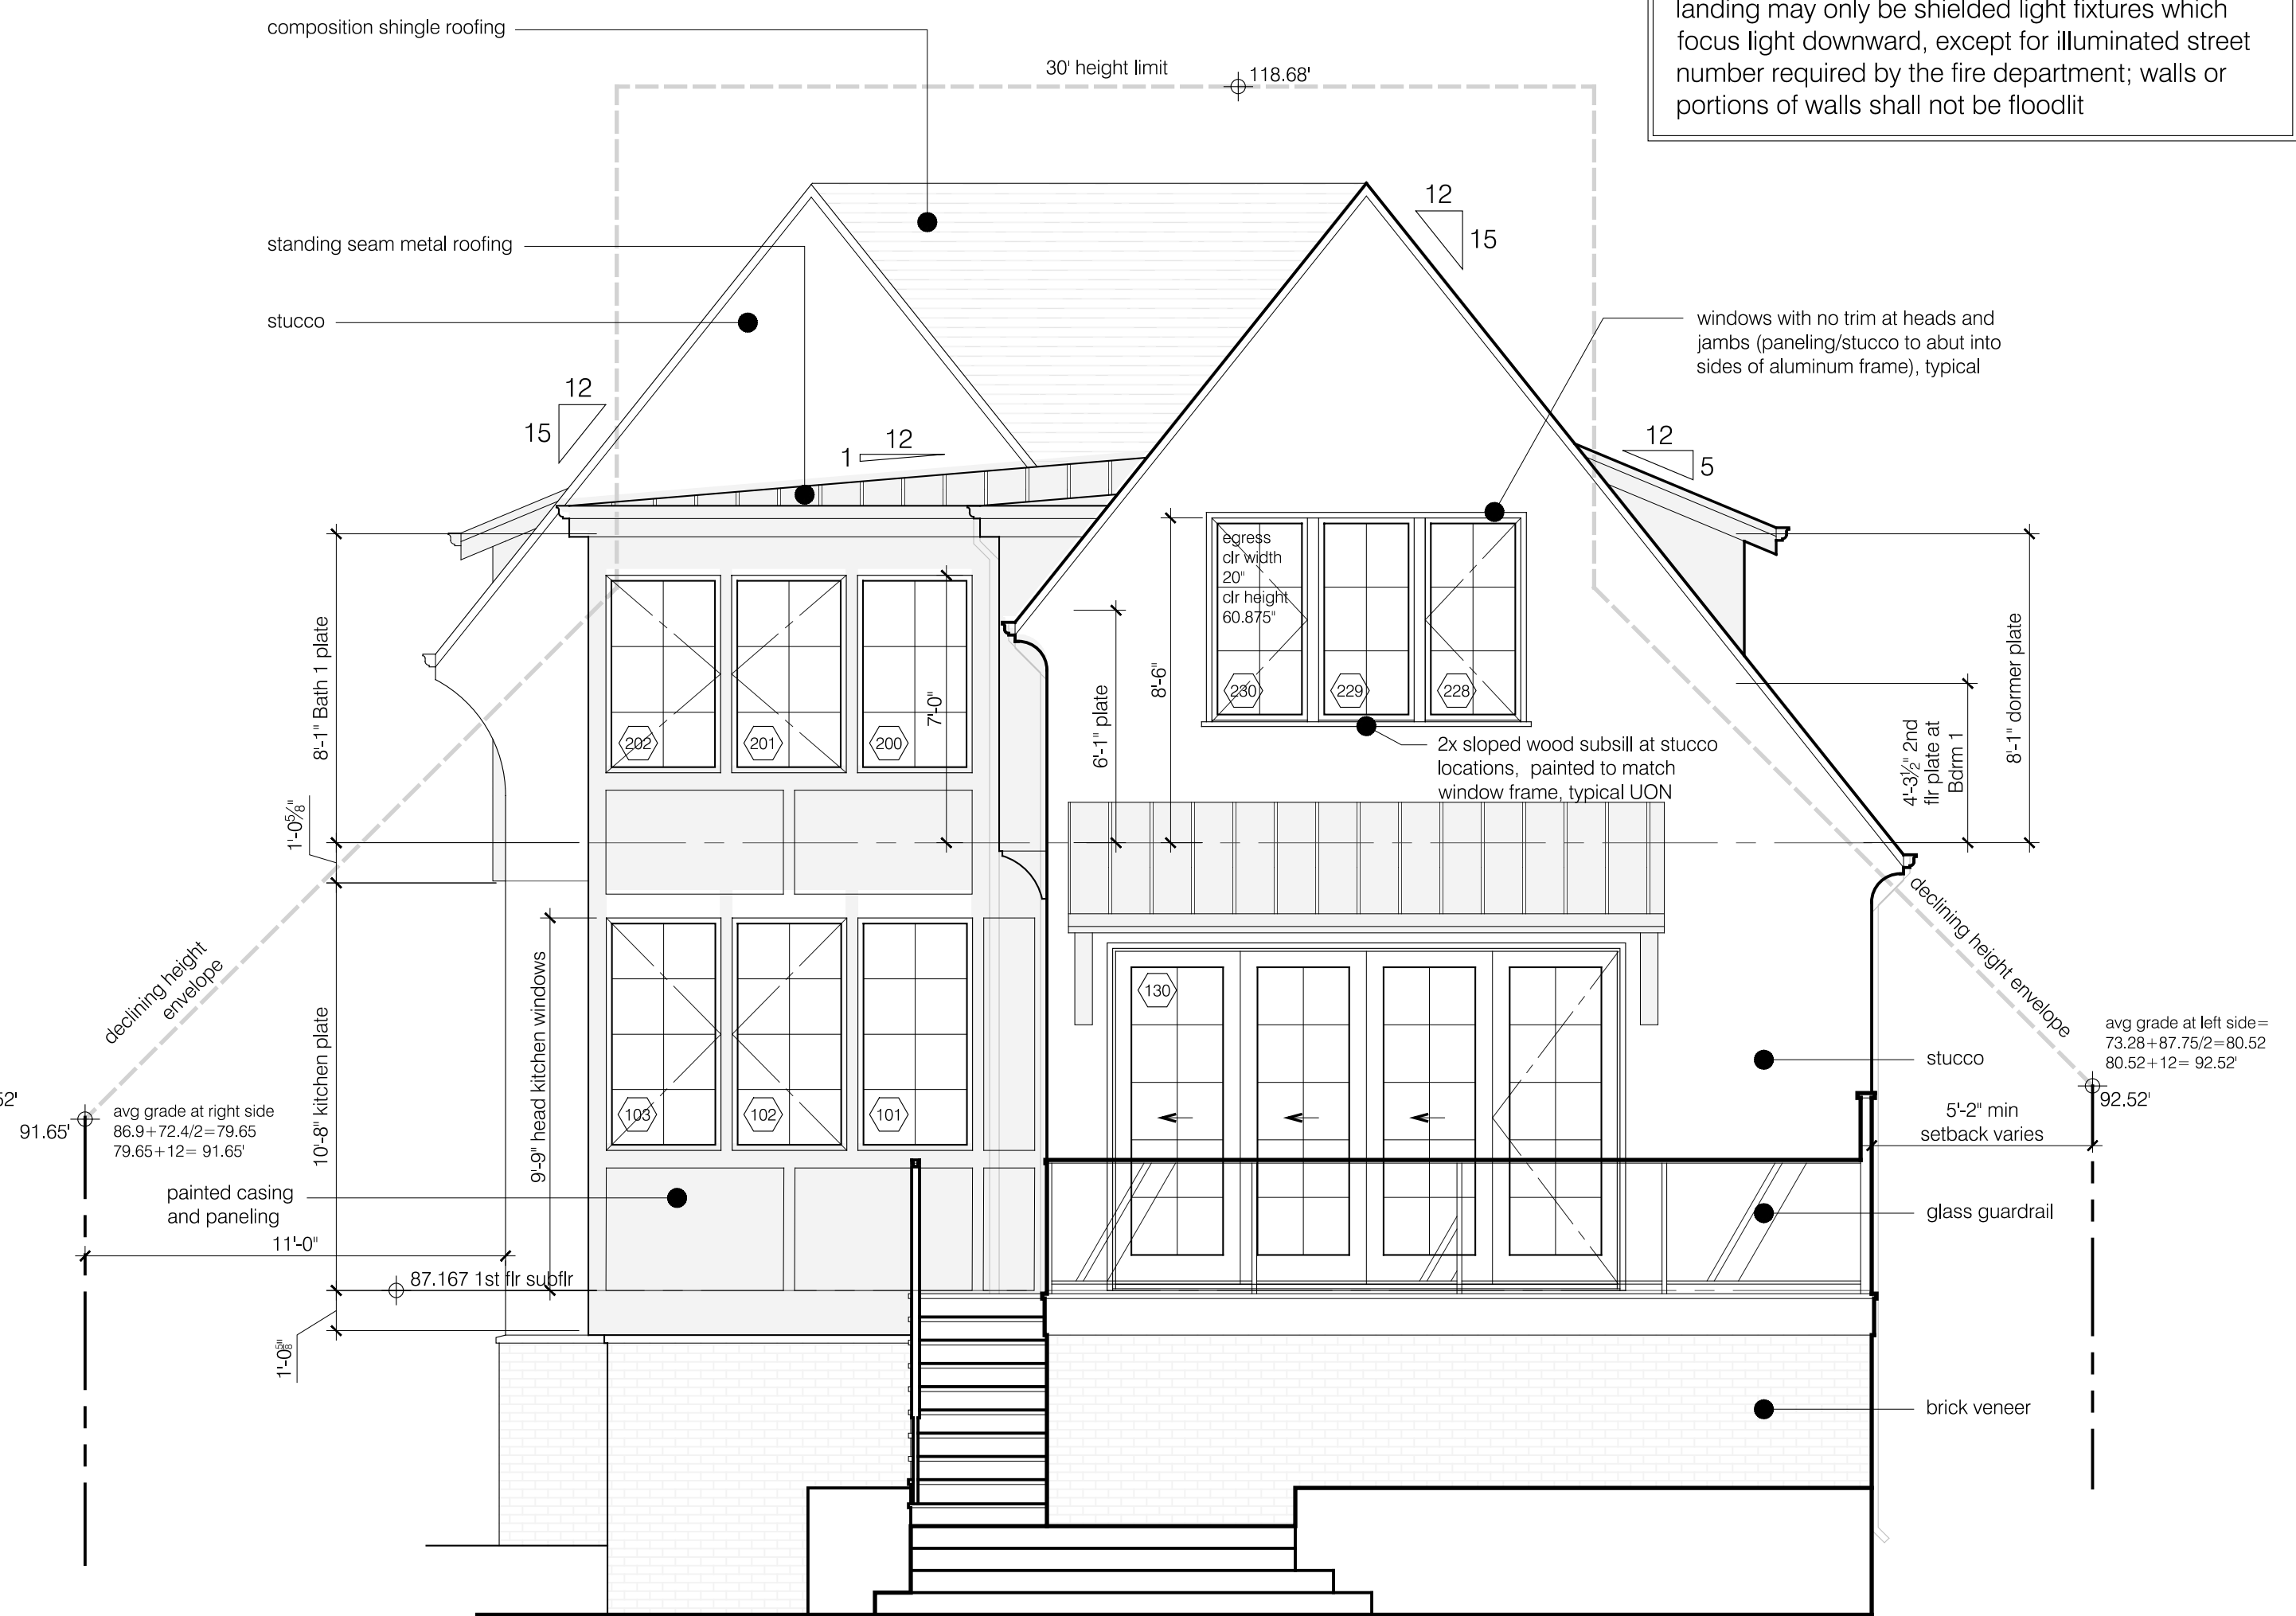 landing may only be shielded light fixtures which
focus light downward, except for illuminated street
number required by the fire department; walls or
portions of walls shall not be floodlit
composition shingle roofing
30' height limit
118.68'
12
15
standing seam metal roofing
stucco
windows with no trim at heads and
jambs (paneling/stucco to abut into
sides of aluminum frame), typical
12
15
1
12
12
5
egress
clr width
20"
clr height
60.875"
230
229
228
8'-1" Bath 1 plate
202
201
200
7'-0"
6'-1" plate
8'-6"
2x sloped wood subsill at stucco
locations, painted to match
window frame, typical UON
4'-3½" 2nd
flr plate at
Bdrm 1
8'-1" dormer plate
1'-0⅝"
declining height
envelope
declining height envelope
10'-8" kitchen plate
9'-9" head kitchen windows
103
102
101
130
52'
91.65'
avg grade at right side
86.9+72.4/2=79.65
79.65+12= 91.65'
avg grade at left side=
73.28+87.75/2=80.52
80.52+12= 92.52'
92.52'
stucco
5'-2" min
setback varies
painted casing
and paneling
glass guardrail
11'-0"
87.167 1st flr subflr
1'-0⅝"
brick veneer